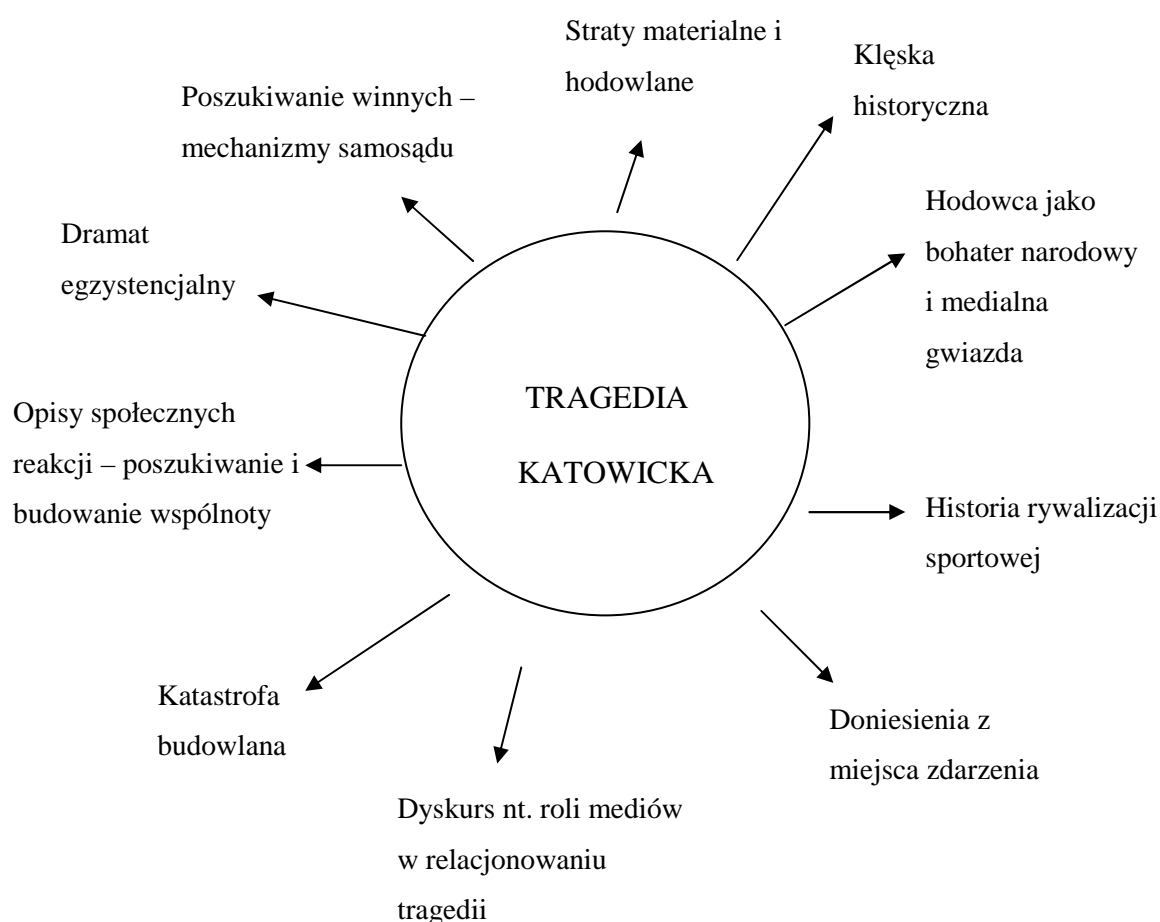 Straty materialne i
hodowlane
Klęska
historyczna
Poszukiwanie winnych –
mechanizmy samosądu
Hodowca jako
bohater narodowy
i medialna
gwiazda
Dramat
egzystencjalny
TRAGEDIA
KATOWICKA
Opisy społecznych
reakcji – poszukiwanie i
budowanie wspólnoty
Historia rywalizacji
sportowej
Katastrofa
budowlana
Doniesienia z
miejsca zdarzenia
Dyskurs nt. roli mediów
w relacjonowaniu
tragedii